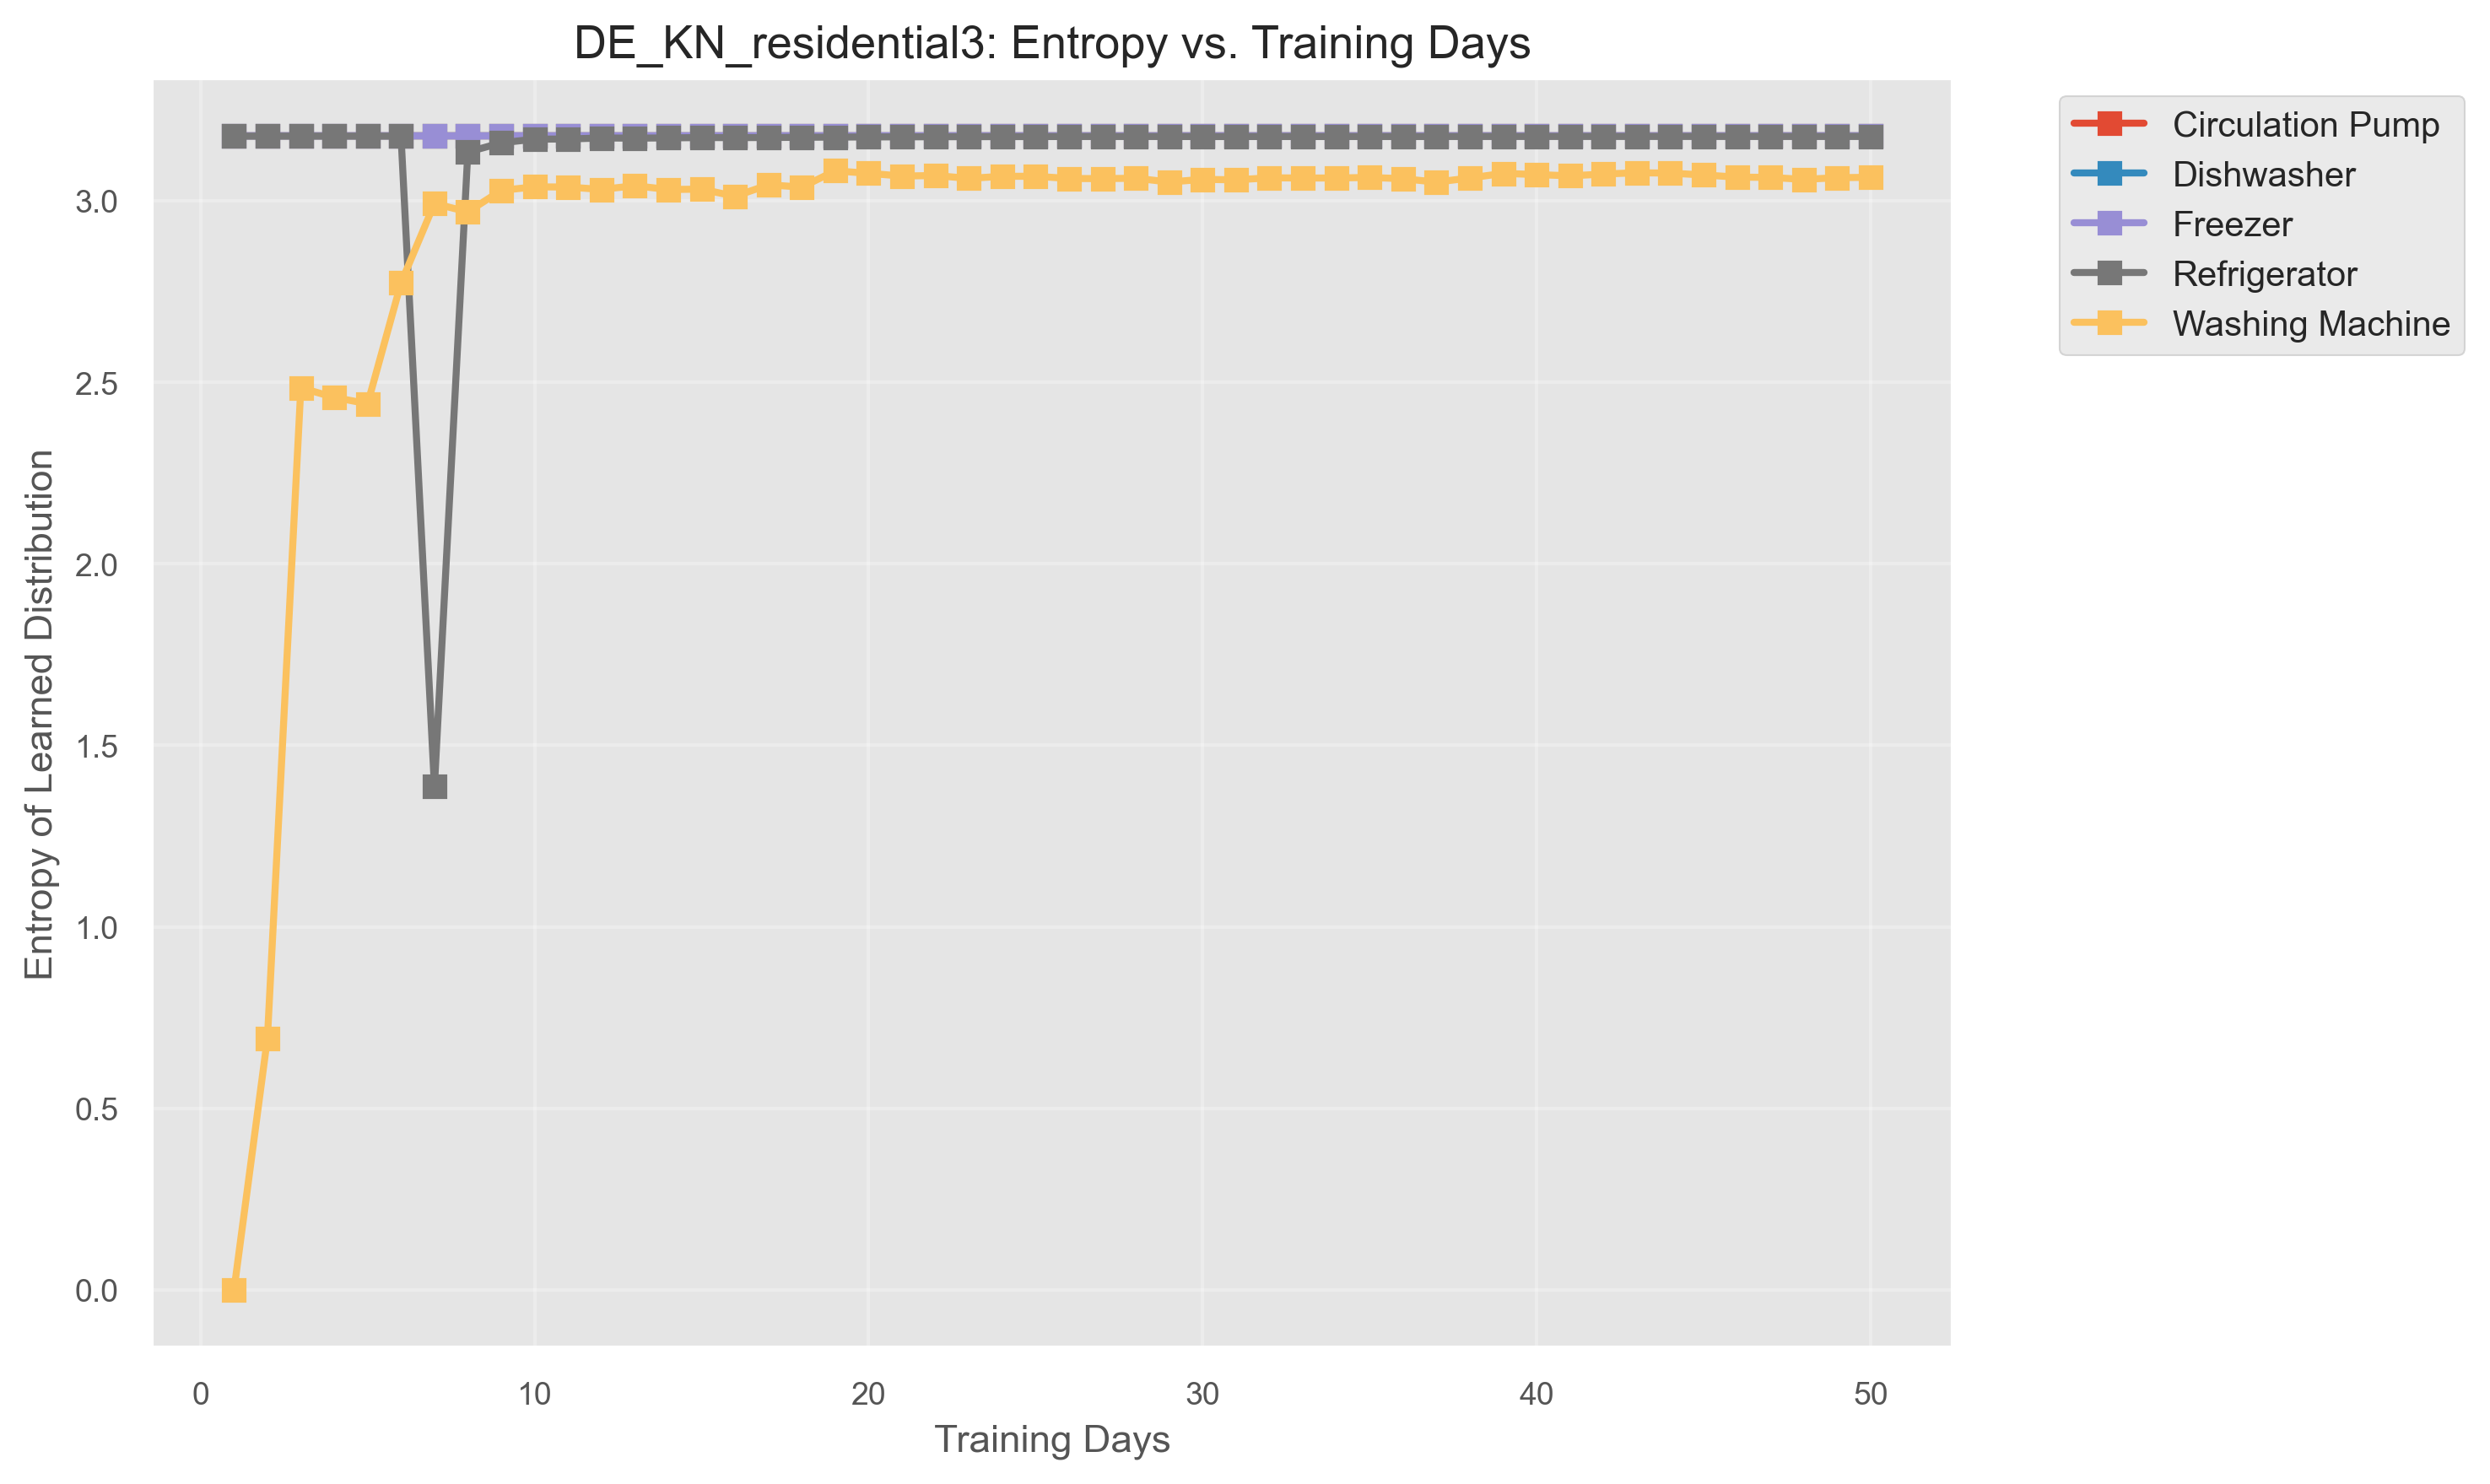 DE_KN_residential3: Entropy vs. Training Days
Circulation Pump
Dishwasher
Freezer
Refrigerator
Washing Machine
Entropy of Learned Distribution
3.0
2.5
2.0
1.5
1.0
0.5
0.0
0 10 20 30 40 50
Training Days